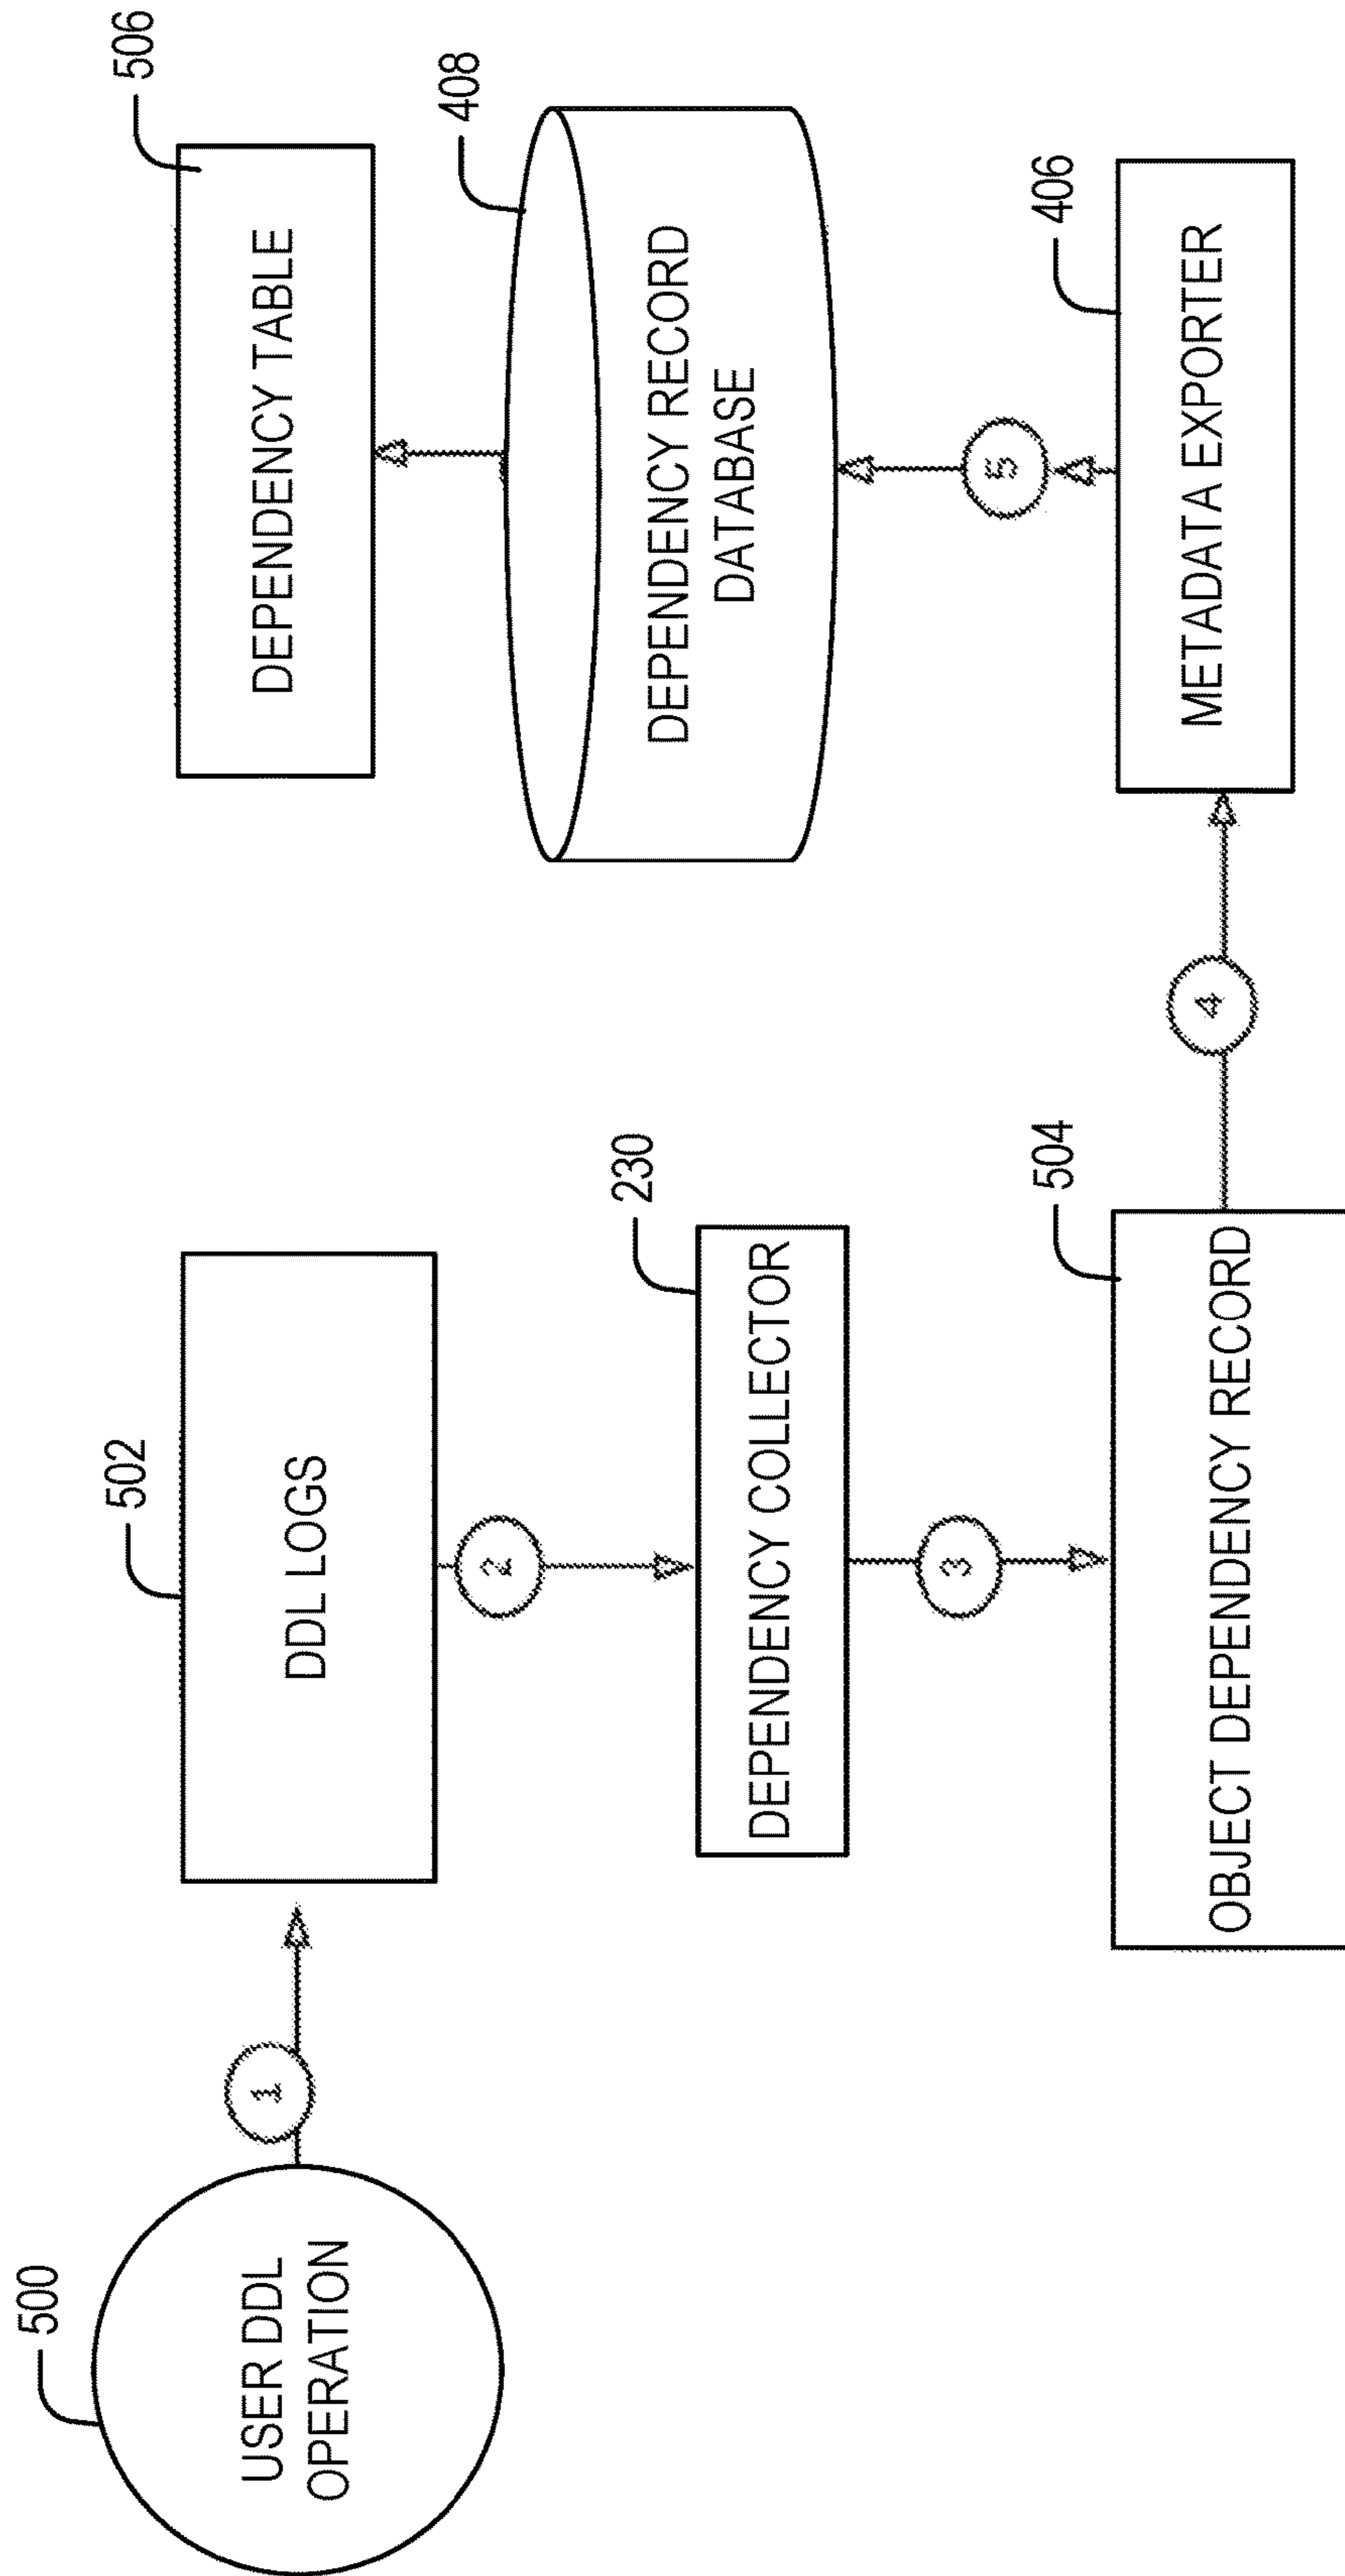 500
USER DDL
OPERATION
1
502
DDL LOGS
2
230
DEPENDENCY COLLECTOR
3
504
OBJECT DEPENDENCY RECORD
4
406
METADATA EXPORTER
5
408
DEPENDENCY RECORD
DATABASE
506
DEPENDENCY TABLE